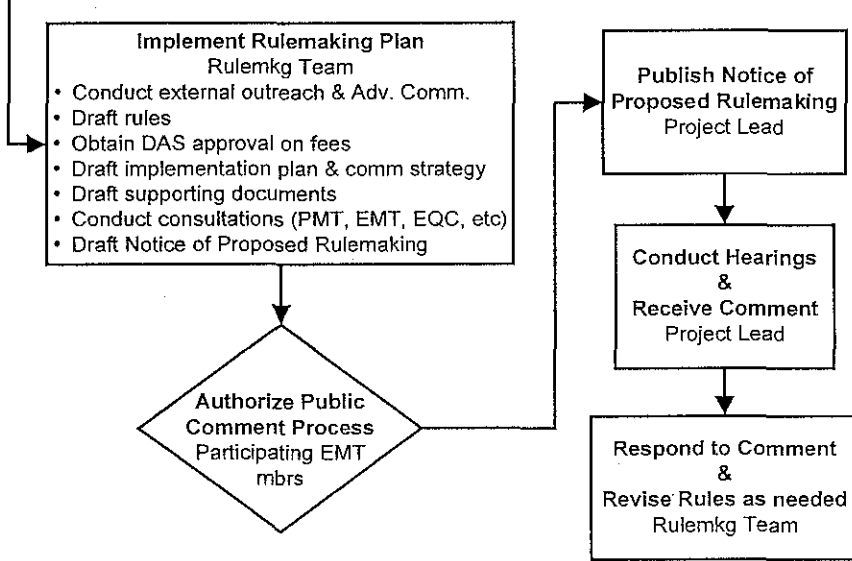 Implement Rulemaking Plan
Rulemkg Team
• Conduct external outreach & Adv. Comm.
• Draft rules
• Obtain DAS approval on fees
• Draft implementation plan & comm strategy
• Draft supporting documents
• Conduct consultations (PMT, EMT, EQC, etc)
• Draft Notice of Proposed Rulemaking
Authorize Public
Comment Process
Participating EMT
mbrs
Publish Notice of
Proposed Rulemaking
Project Lead
Conduct Hearings
&
Receive Comment
Project Lead
Respond to Comment
&
Revise Rules as needed
Rulemkg Team